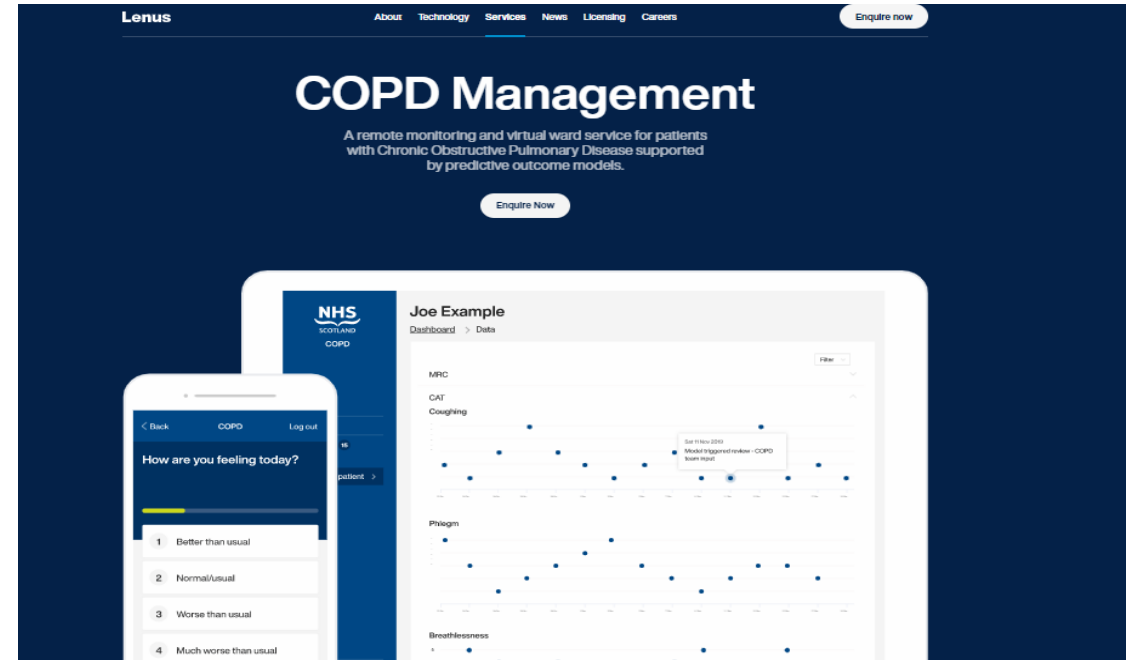 Lenus
About Technology Services News Licensing Careers
Enquire now
COPD Management
A remote monitoring and virtual ward service for patients
with Chronic Obstructive Pulmonary Disease supported
by predictive outcome models.
Enquire Now
NHS
SCOTLAND
COPD
15
patient >
Joe Example
Dashboard > Data
Filter
MRC
CAT
Coughing
Model triggered review - COPD
team input
Phlegm
Breathlessness
< Back COPD Log out
How are you feeling today?
1 Better than usual
2 Normal/usual
3 Worse than usual
4 Much worse than usual